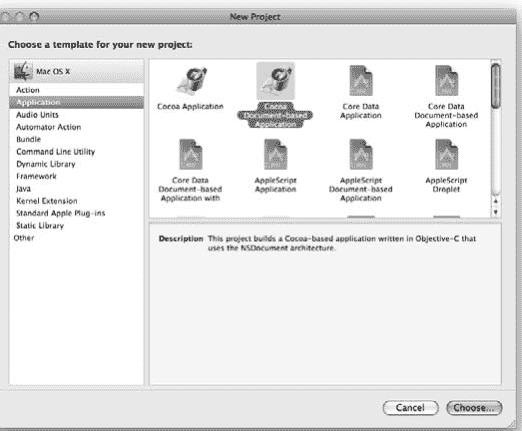 New Project
Choose a template for your new project:
Mac OS X
Action
Application
Audio Units
Automator Action
Bundle
Command Line Utility
Dynamic Library
Framework
Java
Kernel Extension
Standard Apple Plug-ins
Static Library
Other
Cocoa Application
Cocoa
Document-based
Application
Core Data
Application
Core Data
Document-based
Application
Core Data
Document-based
Application with
AppleScript
Application
AppleScript
Document-based
Application
AppleScript
Droplet
Description This project builds a Cocoa-based application written in Objective-C that
uses the NSDocument architecture.
Cancel
Choose...